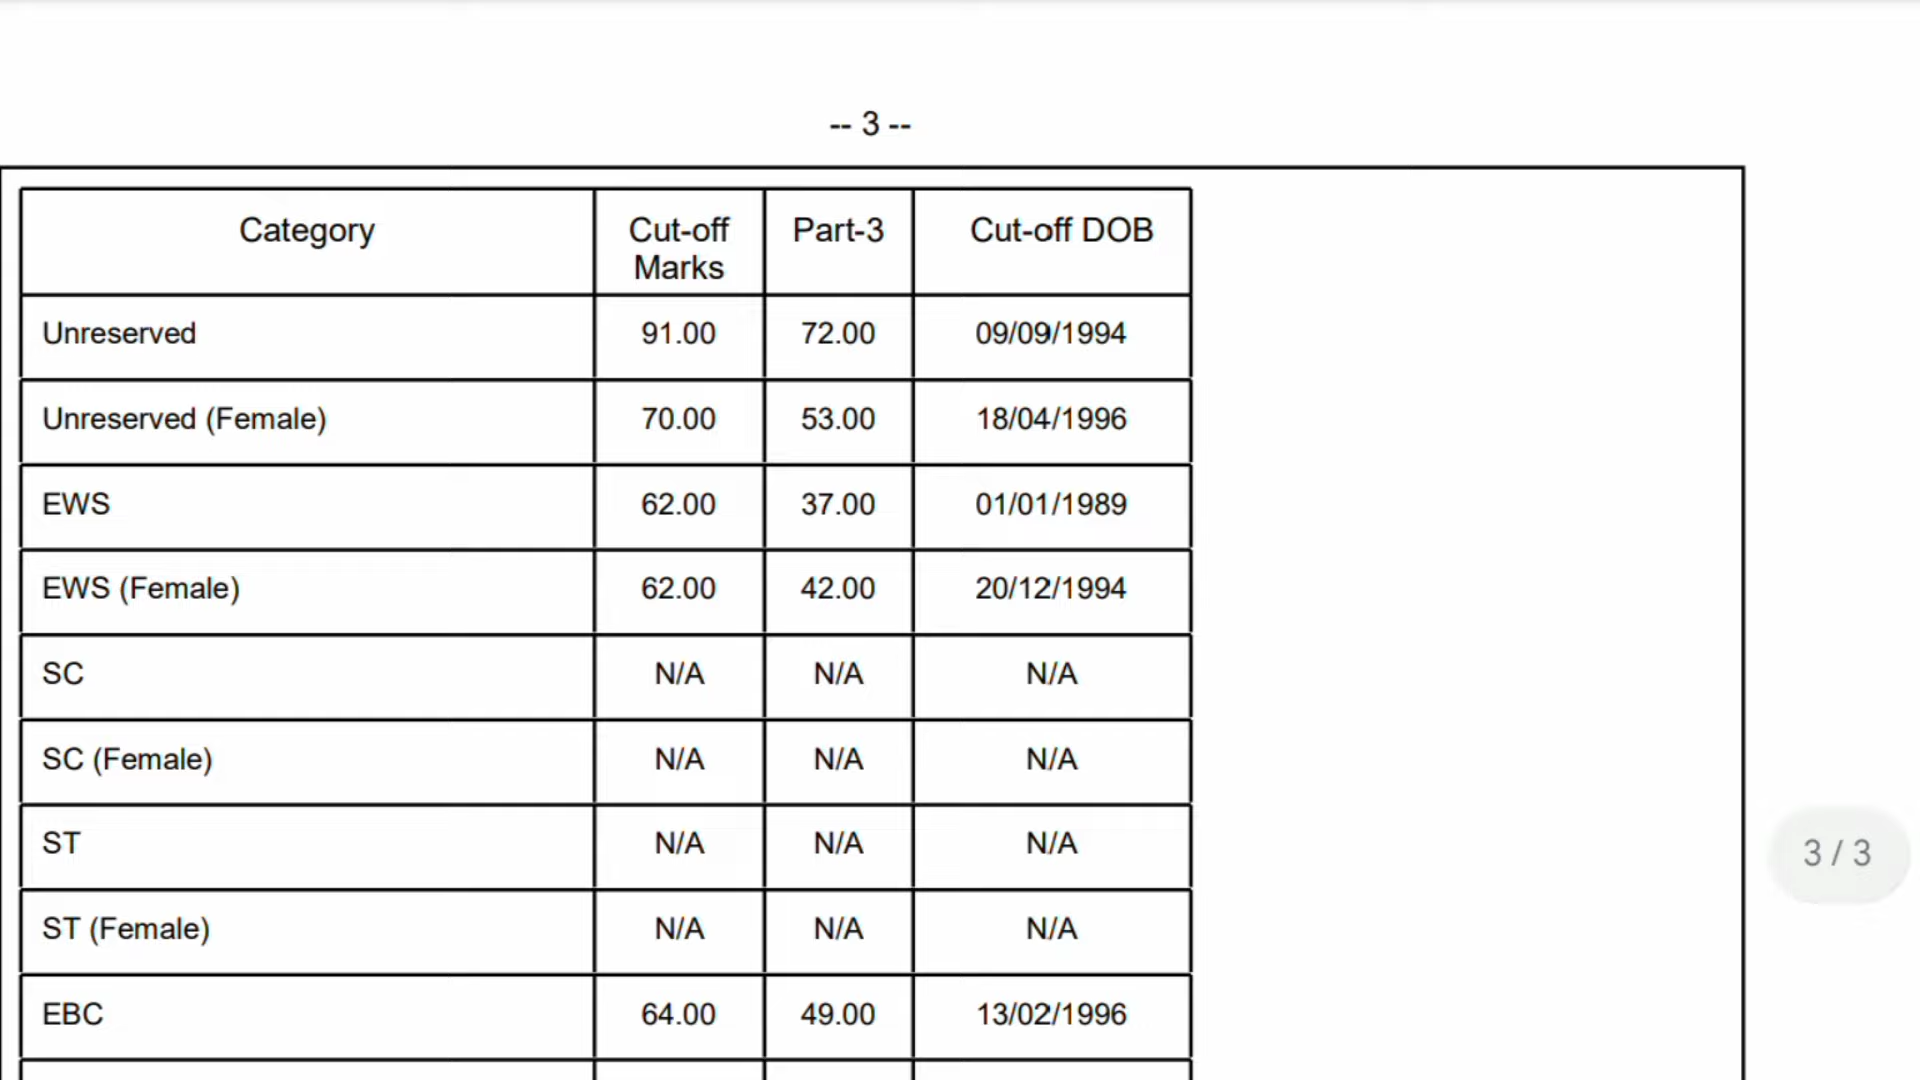 -- 3 --
Category Cut-off Marks Part-3 Cut-off DOB
Unreserved 91.00 72.00 09/09/1994
Unreserved (Female) 70.00 53.00 18/04/1996
EWS 62.00 37.00 01/01/1989
EWS (Female) 62.00 42.00 20/12/1994
SC N/A N/A N/A
SC (Female) N/A N/A N/A
ST N/A N/A N/A
ST (Female) N/A N/A N/A
EBC 64.00 49.00 13/02/1996
3 / 3